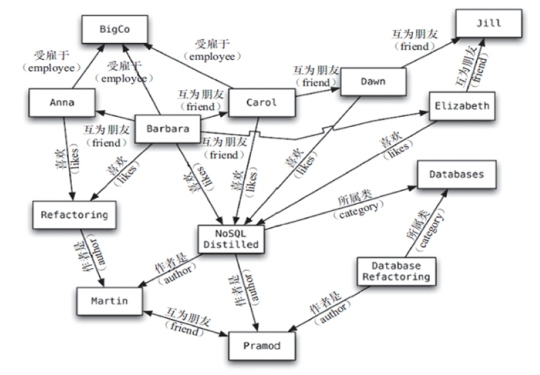 BigCo
Jill
受雇于
(employee)
受雇于
(employee)
受雇于
(employee)
互为朋友
(friend)
互为朋友
(friend)
互为朋友
(friend)
Anna
Barbara
Carol
Dawn
Elizabeth
互为朋友
(friend)
互为朋友
(friend)
互为朋友
(friend)
喜欢
(likes)
喜欢
(likes)
喜欢
(likes)
喜欢
(likes)
喜欢
(likes)
喜欢
(likes)
Databases
Refactoring
NoSQL
Distilled
所属类
(category)
所属类
(category)
Database
Refactoring
作者是
(author)
作者是
(author)
作者是
(author)
作者是
(author)
Martin
互为朋友
(friend)
Pramod